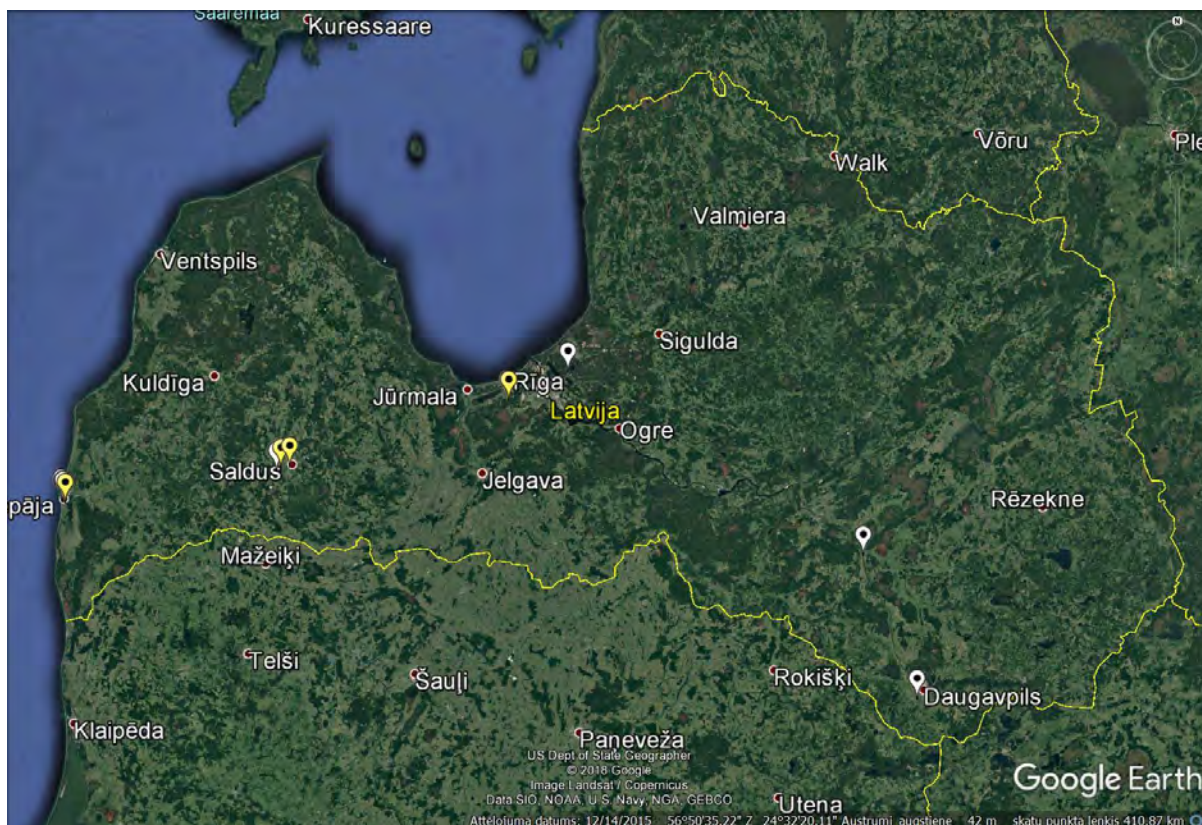 Saaremaa
Kuressaare
Võru
Ple
Walk
Valmiera
Ventspils
Sigulda
Kuldīga
Jūrmala
Rīga
Latvija
Ogre
Saldus
Jelgava
pāja
Rēzekne
Mažeiķi
Telši
Šauļi
Rokišķi
Daugavpils
Klaipēda
Paņeveža
US Dept of State Geographer
© 2018 Google
Image Landsat / Copernicus
Data SIO, NOAA, U.S. Navy, NGA, GEBCO
Google Earth
Utena
Attēlojuma datums: 12/14/2015 56°50'35.22" Z 24°32'20.11" Austrumi augstiene 42 m skatu punkta leņķis 410.87 km